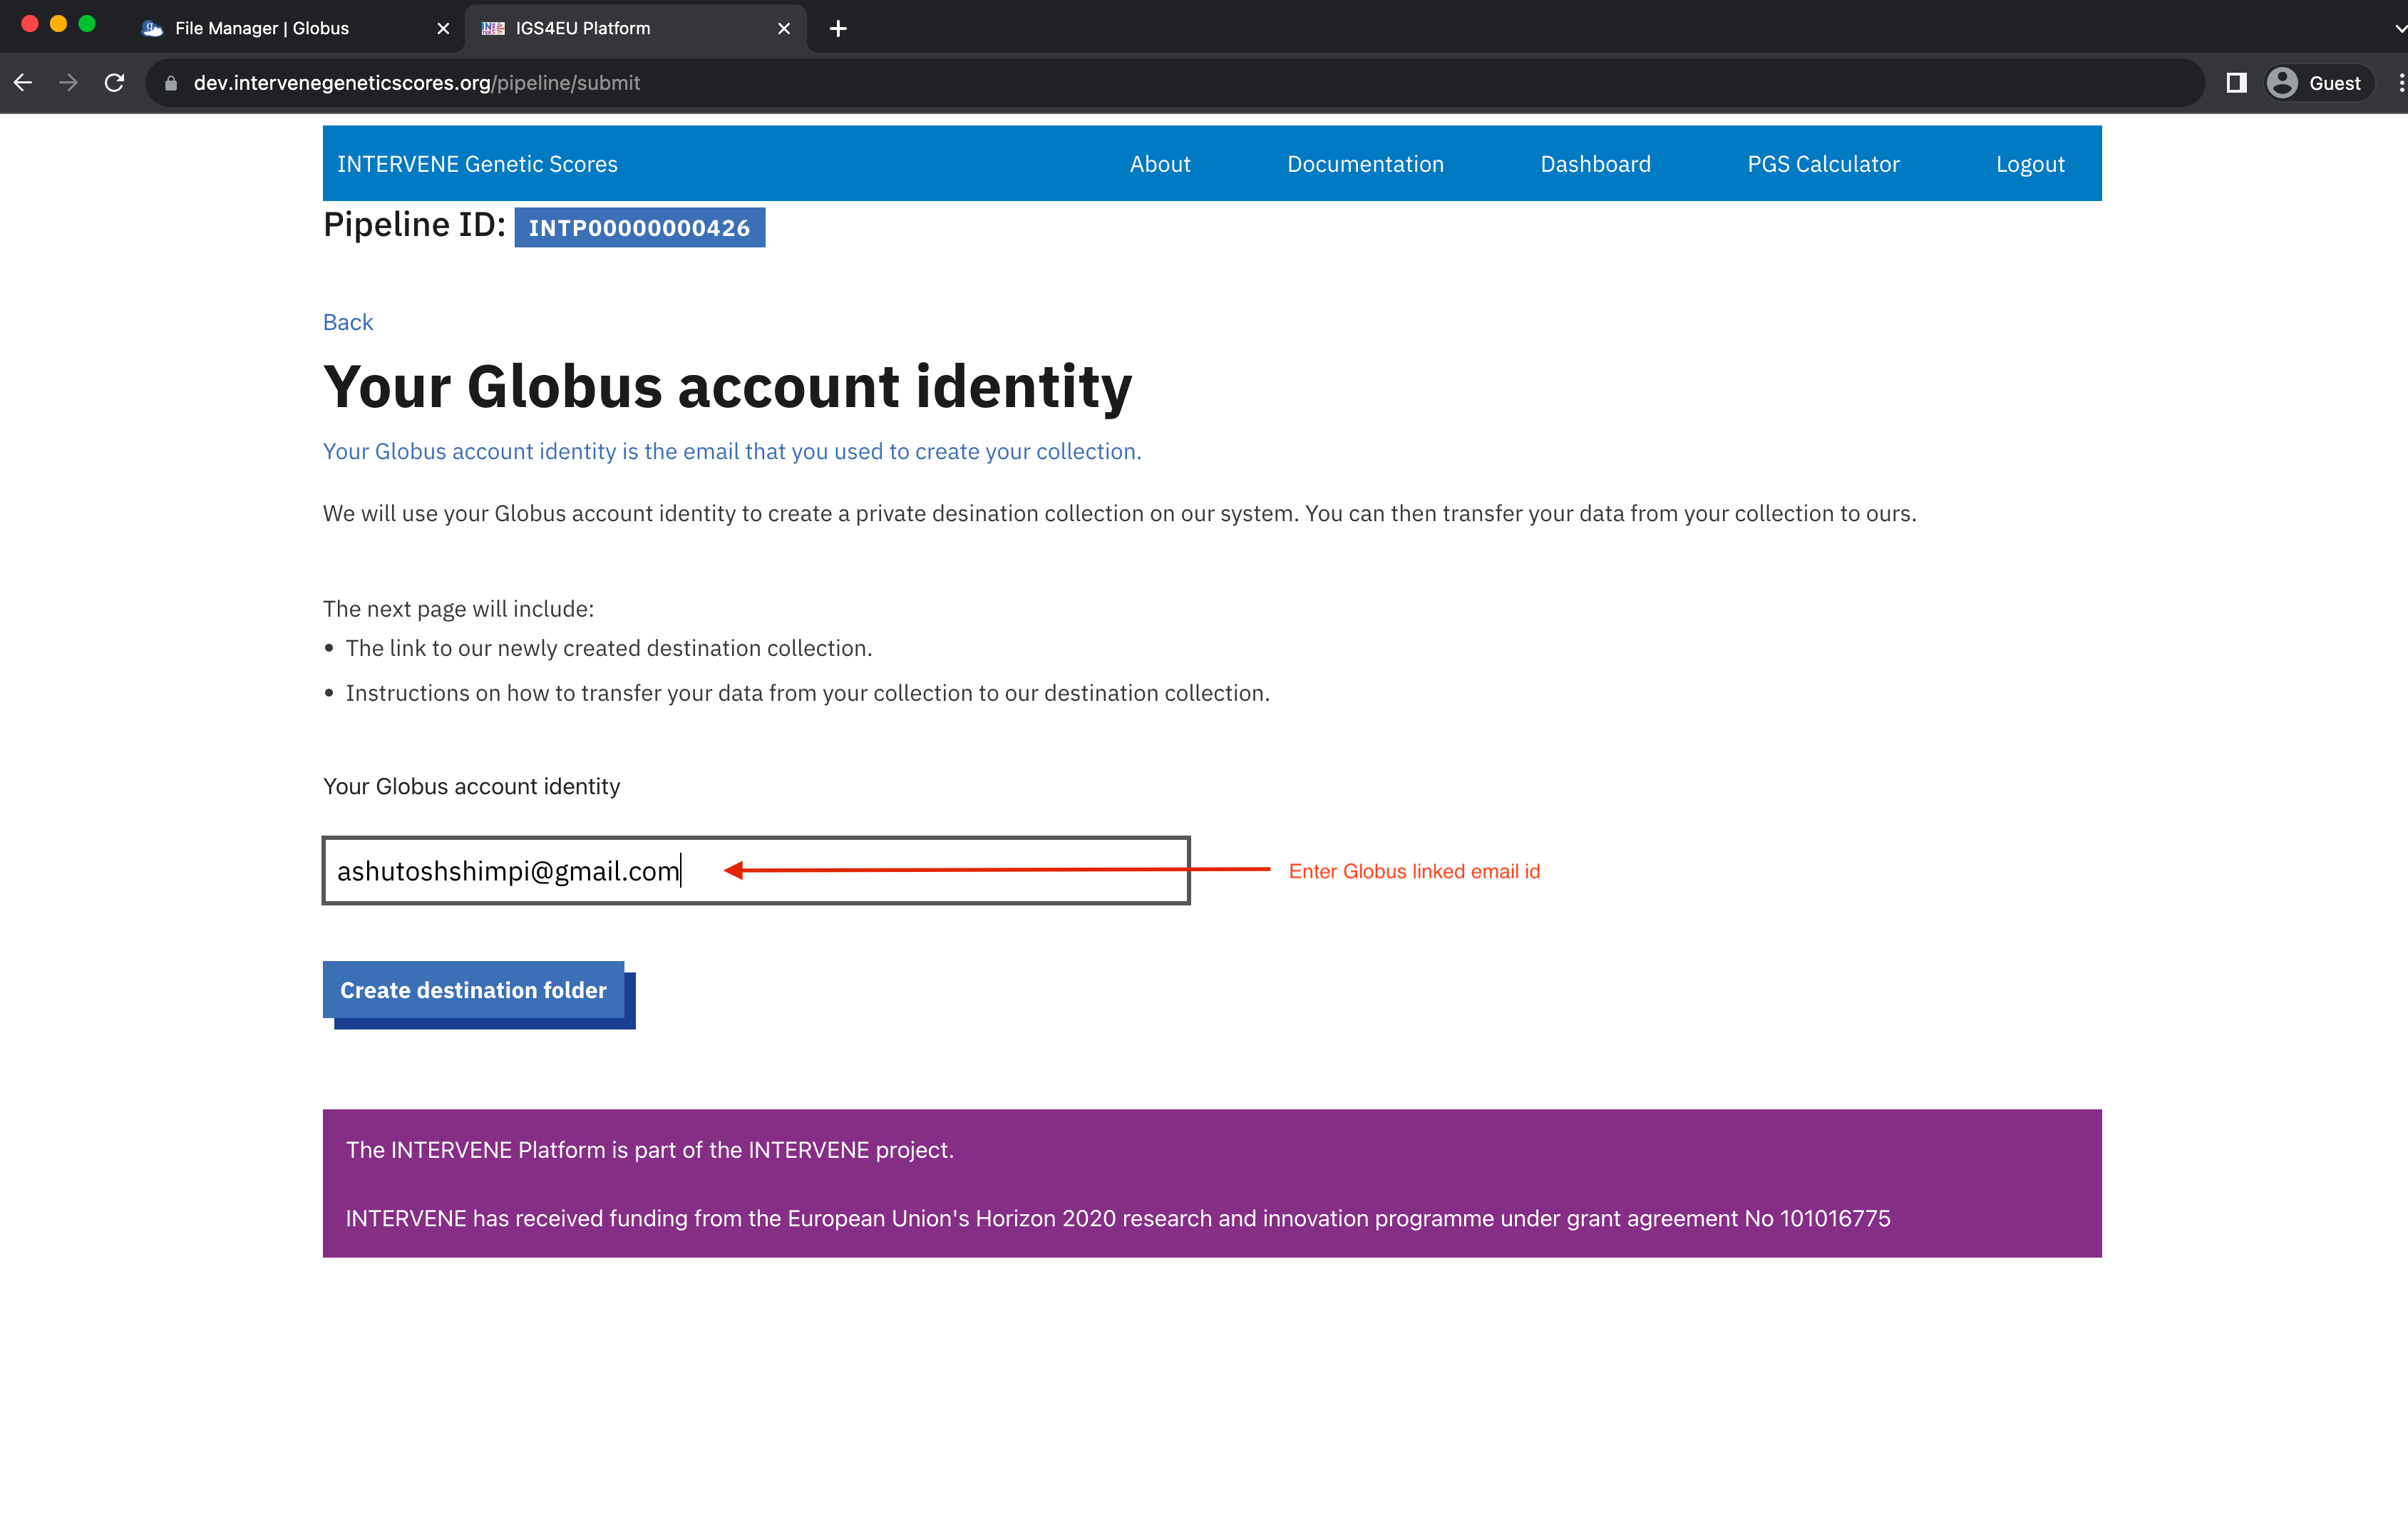 File Manager | Globus
IGS4EU Platform
dev.intervenegeneticscores.org/pipeline/submit
Guest
INTERVENE Genetic Scores
About
Documentation
Dashboard
PGS Calculator
Logout
Pipeline ID: INTP00000000426
Back
Your Globus account identity
Your Globus account identity is the email that you used to create your collection.
We will use your Globus account identity to create a private desination collection on our system. You can then transfer your data from your collection to ours.
The next page will include:
• The link to our newly created destination collection.
• Instructions on how to transfer your data from your collection to our destination collection.
Your Globus account identity
ashutoshshimpi@gmail.com
Enter Globus linked email id
Create destination folder
The INTERVENE Platform is part of the INTERVENE project.
INTERVENE has received funding from the European Union's Horizon 2020 research and innovation programme under grant agreement No 101016775